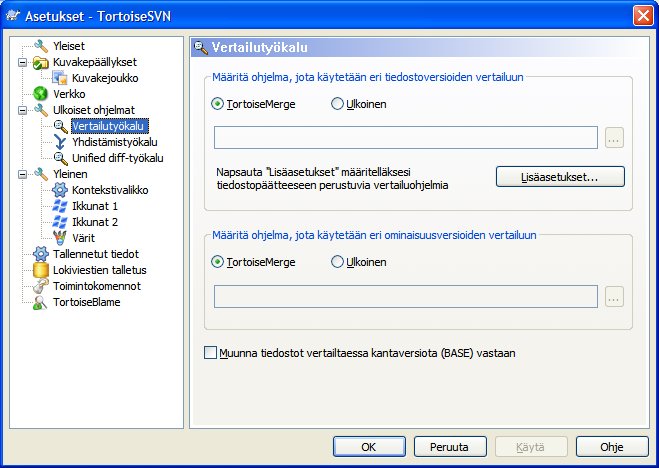 Asetukset - TortoiseSVN
Yleiset
Kuvakepäällykset
Kuvakejoukko
Verkko
Ulkoiset ohjelmat
Vertailutyökalu
Yhdistämistyökalu
Unified diff-työkalu
Yleinen
Kontekstivalikko
Ikkunat 1
Ikkunat 2
Värit
Tallennetut tiedot
Lokiviestien talletus
Toimintokomennot
TortoiseBlame
Vertailutyökalu
Määritä ohjelma, jota käytetään eri tiedostoversioiden vertailuun
TortoiseMerge Ulkoinen
...
Napsauta "Lisäasetukset" määritelläksesi
tiedostopäätteeseen perustuvia vertailuohjelmia
Lisäasetukset...
Määritä ohjelma, jota käytetään eri ominaisuusversioiden vertailuun
TortoiseMerge Ulkoinen
...
Muunna tiedostot vertailtaessa kantaversiota (BASE) vastaan
OK Peruuta Käytä Ohje